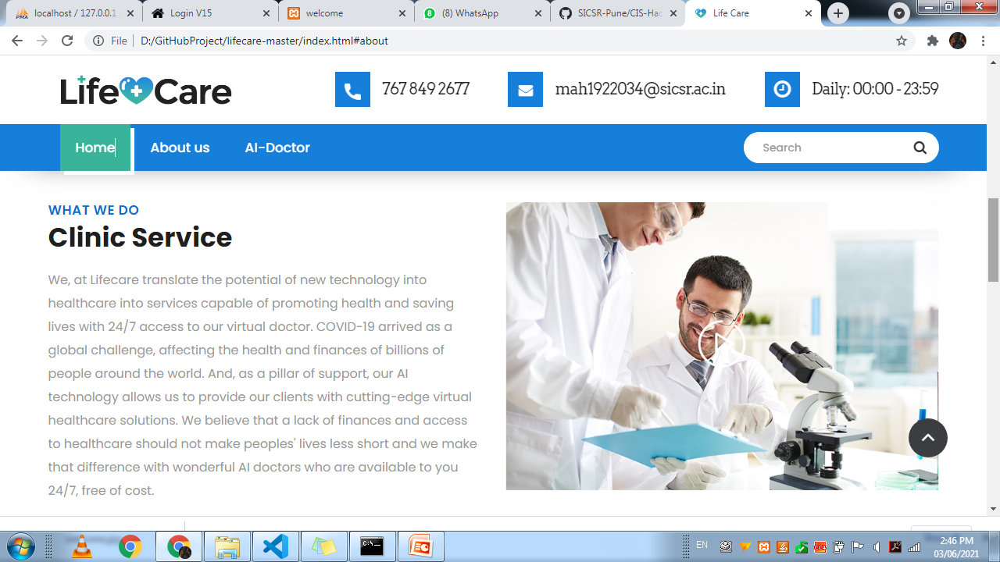 localhost / 127.0.0.1
Login V15
welcome
(8) WhatsApp
SICSR-Pune/CIS-Hac
Life Care
File
D:/GitHubProject/lifecare-master/index.html#about
Life Care
767 849 2677
mah1922034@sicsr.ac.in
Daily: 00:00 - 23:59
Home
About us
AI-Doctor
Search
WHAT WE DO
Clinic Service
We, at Lifecare translate the potential of new technology into
healthcare into services capable of promoting health and saving
lives with 24/7 access to our virtual doctor. COVID-19 arrived as a
global challenge, affecting the health and finances of billions of
people around the world. And, as a pillar of support, our AI
technology allows us to provide our clients with cutting-edge virtual
healthcare solutions. We believe that a lack of finances and access
to healthcare should not make peoples' lives less short and we make
that difference with wonderful AI doctors who are available to you
24/7, free of cost.
EN
2:46 PM
03/06/2021